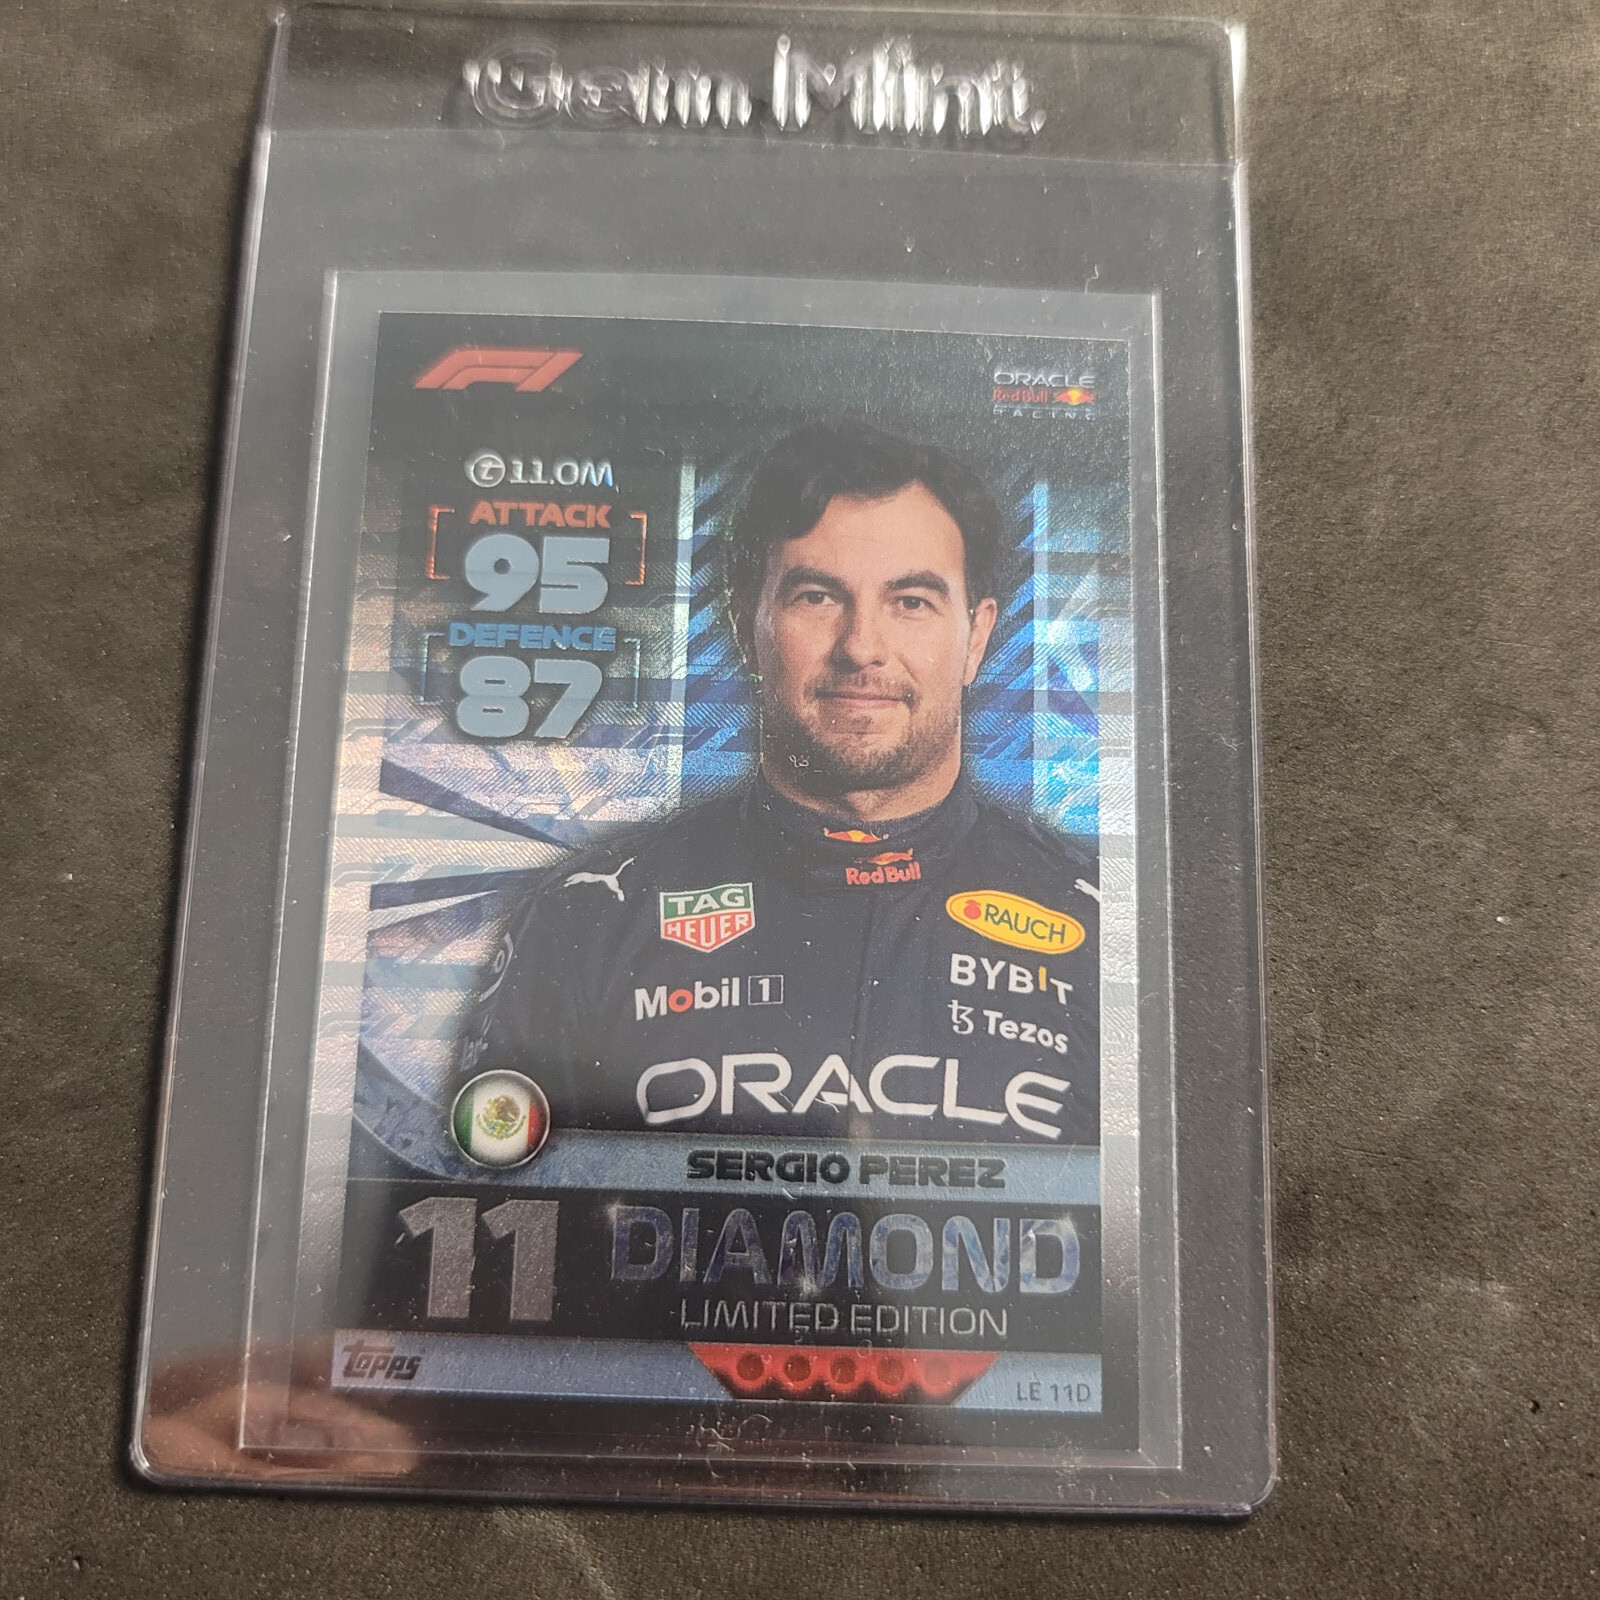 Gem Mint
F1
ORACLE
Red Bull
RACING
t 11.0M
ATTACK
95
DEFENCE
87
Red Bull
TAG
HEUER
RAUCH
Mobil 1
BYBIT
Tezos
ORACLE
SERGIO PEREZ
11
DIAMOND
LIMITED EDITION
Topps
LE 11D